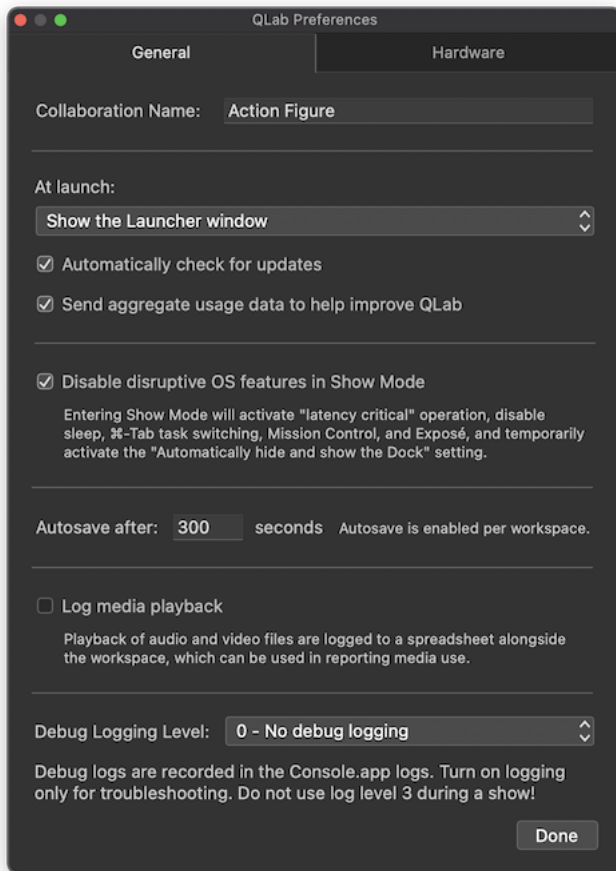 QLab Preferences
General
Hardware
Collaboration Name: Action Figure
At launch:
Show the Launcher window
Automatically check for updates
Send aggregate usage data to help improve QLab
Disable disruptive OS features in Show Mode
Entering Show Mode will activate "latency critical" operation, disable
sleep, ⌘-Tab task switching, Mission Control, and Exposé, and temporarily
activate the "Automatically hide and show the Dock" setting.
Autosave after: 300 seconds Autosave is enabled per workspace.
Log media playback
Playback of audio and video files are logged to a spreadsheet alongside
the workspace, which can be used in reporting media use.
Debug Logging Level: 0 - No debug logging
Debug logs are recorded in the Console.app logs. Turn on logging
only for troubleshooting. Do not use log level 3 during a show!
Done